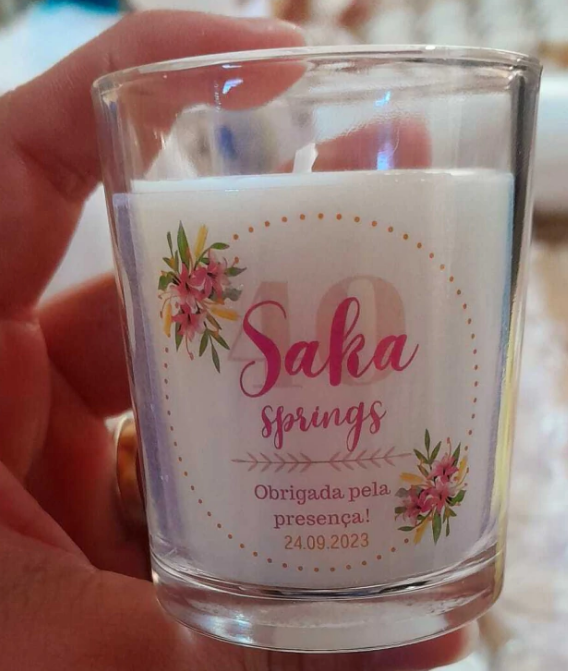 40
Saka
springs
Obrigada pela
presença!
24.09.2023